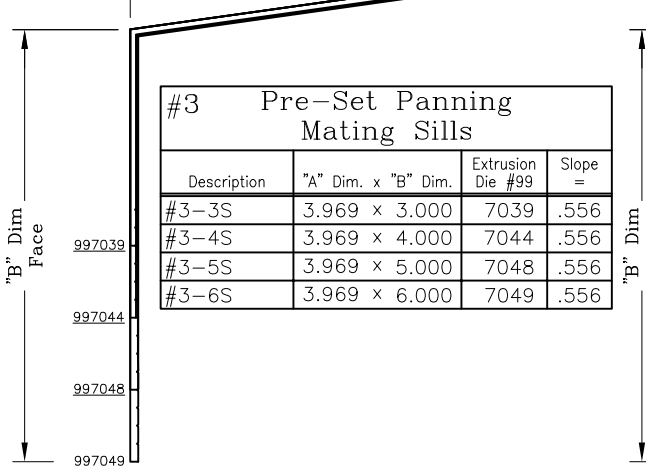 #3 Pre-Set Panning
Mating Sills
Description "A" Dim. x "B" Dim. Extrusion Die #99 Slope =
#3-3S 3.969 x 3.000 7039 .556
#3-4S 3.969 x 4.000 7044 .556
#3-5S 3.969 x 5.000 7048 .556
#3-6S 3.969 x 6.000 7049 .556
"B" Dim
Face
997039
997044
997048
997049
"B" Dim